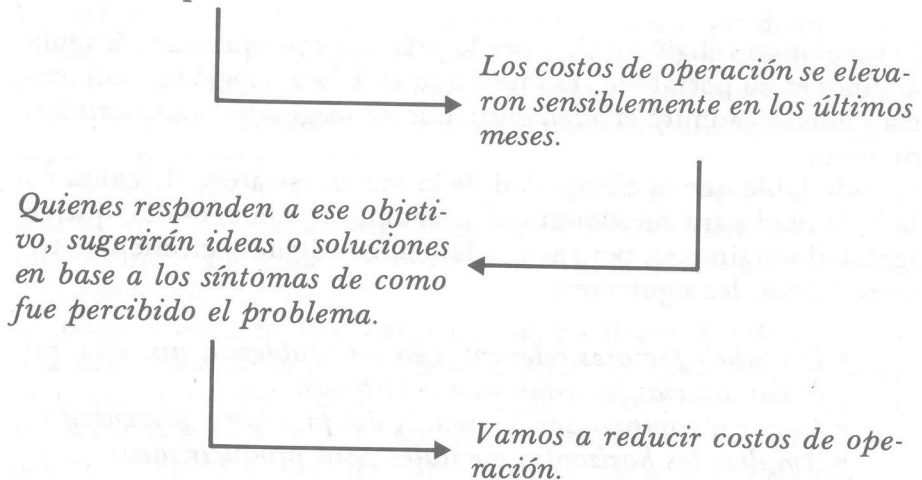 Los costos de operación se eleva-
ron sensiblemente en los últimos
meses.
Quienes responden a ese objeti-
vo, sugerirán ideas o soluciones
en base a los síntomas de como
fue percibido el problema.
Vamos a reducir costos de ope-
ración.